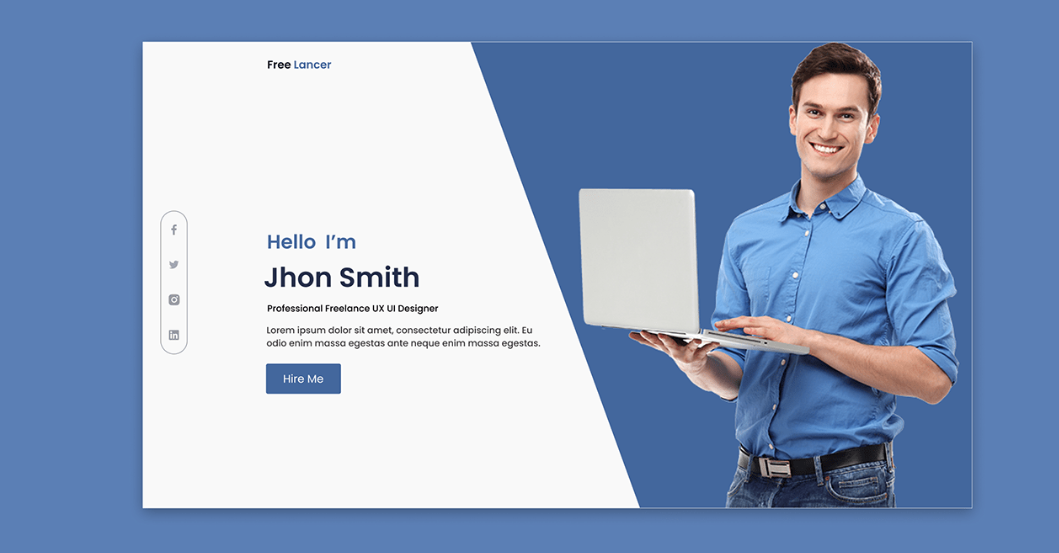 Free Lancer
Hello I’m
Jhon Smith
Professional Freelance UX UI Designer
Lorem ipsum dolor sit amet, consectetur adipiscing elit. Eu
odio enim massa egestas ante neque enim massa egestas.
Hire Me